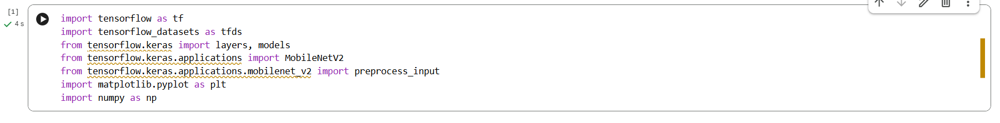 [1]
4 s
import tensorflow as tf
import tensorflow_datasets as tfds
from tensorflow.keras import layers, models
from tensorflow.keras.applications import MobileNetV2
from tensorflow.keras.applications.mobilenet_v2 import preprocess_input
import matplotlib.pyplot as plt
import numpy as np